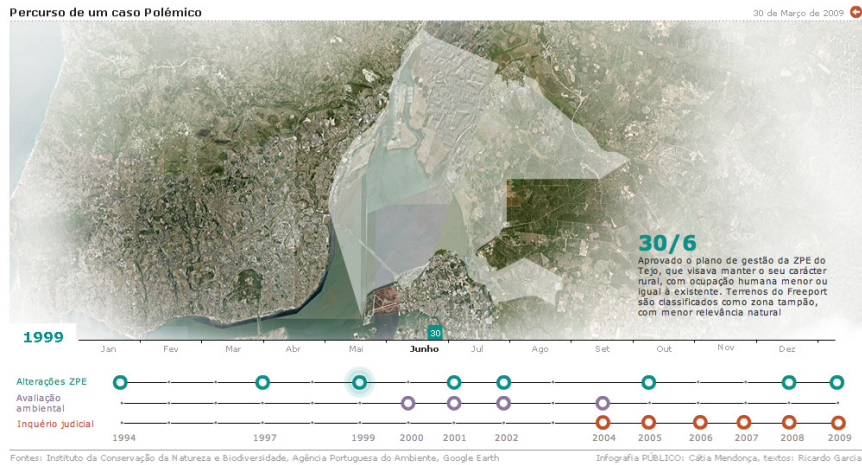 Percurso de um caso Polémico
30 de Março de 2009
30/6
Aprovado o plano de gestão da ZPE do
Tejo, que visava manter o seu carácter
rural, com ocupação humana menor ou
igual à existente. Terrenos do Freeport
são classificados como zona tampão,
com menor relevância natural
1999
30
Jan Fev Mar Abr Mai Junho Jul Ago Set Out Nov Dez
Alterações ZPE
Avaliação
ambiental
Inquério judicial
1994 1997 1999 2000 2001 2002 2004 2005 2006 2007 2008 2009
Fontes: Instituto da Conservação da Natureza e Biodiversidade, Agência Portuguesa do Ambiente, Google Earth
Infografia PÚBLICO: Cátia Mendonça, textos: Ricardo Garcia